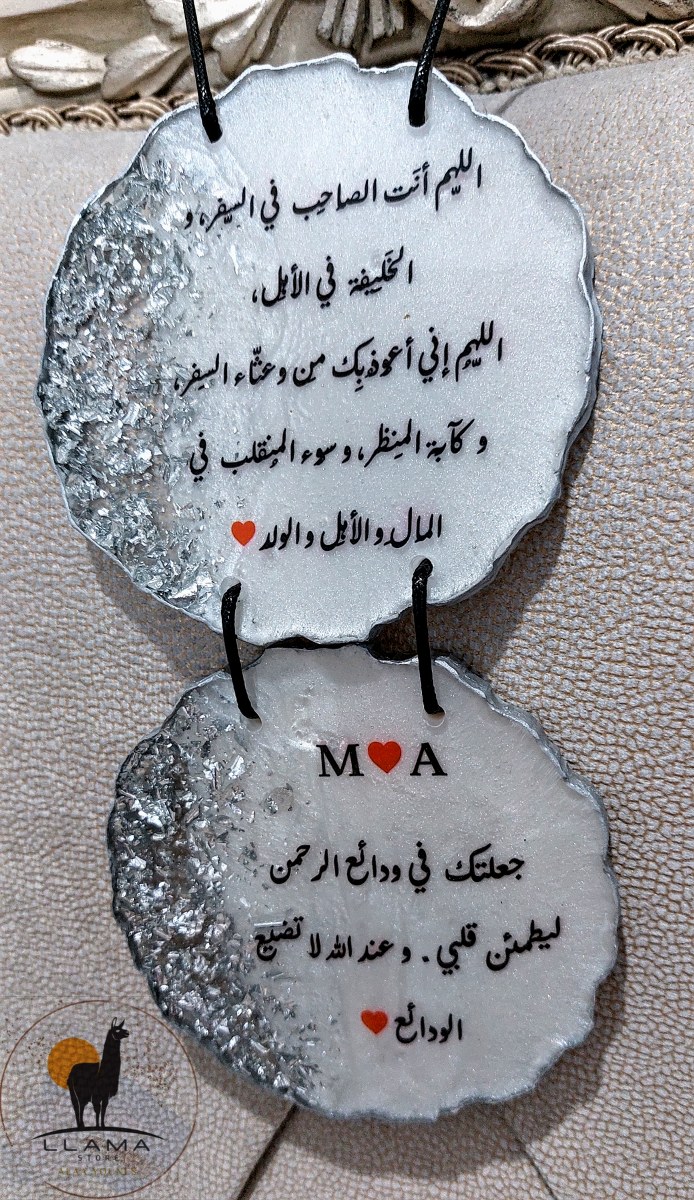 اللهم أنت الصاحب في السفر، و
الخليفة في الأهل،
اللهم إني أعوذ بك من وعثاء السفر،
و كآبة المنظر، و سوء المنقلب في
المال و الأهل و الولد ❤
M❤A
جعلتك في ودائع الرحمن
ليطمئن قلبي . و عند الله لا تضيع
الودائع ❤
LLAMA
STORE